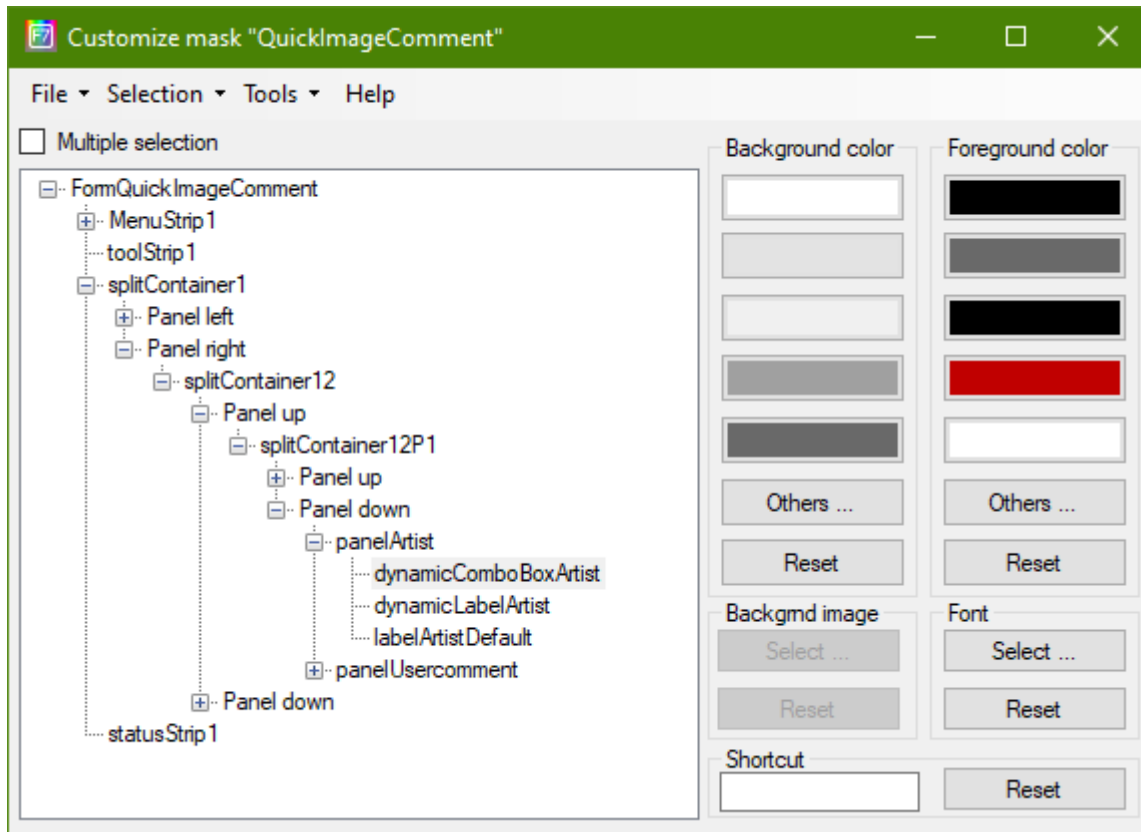 F7 Customize mask "QuickImageComment"
File Selection Tools Help
Multiple selection
FormQuickImageComment
MenuStrip1
toolStrip1
splitContainer1
Panel left
Panel right
splitContainer12
Panel up
splitContainer12P1
Panel up
Panel down
panelArtist
dynamicComboBoxArtist
dynamicLabelArtist
labelArtistDefault
panelUsercomment
Panel down
statusStrip1
Background color
Others ...
Reset
Foreground color
Others ...
Reset
Backgrnd image
Select ...
Reset
Font
Select ...
Reset
Shortcut
Reset